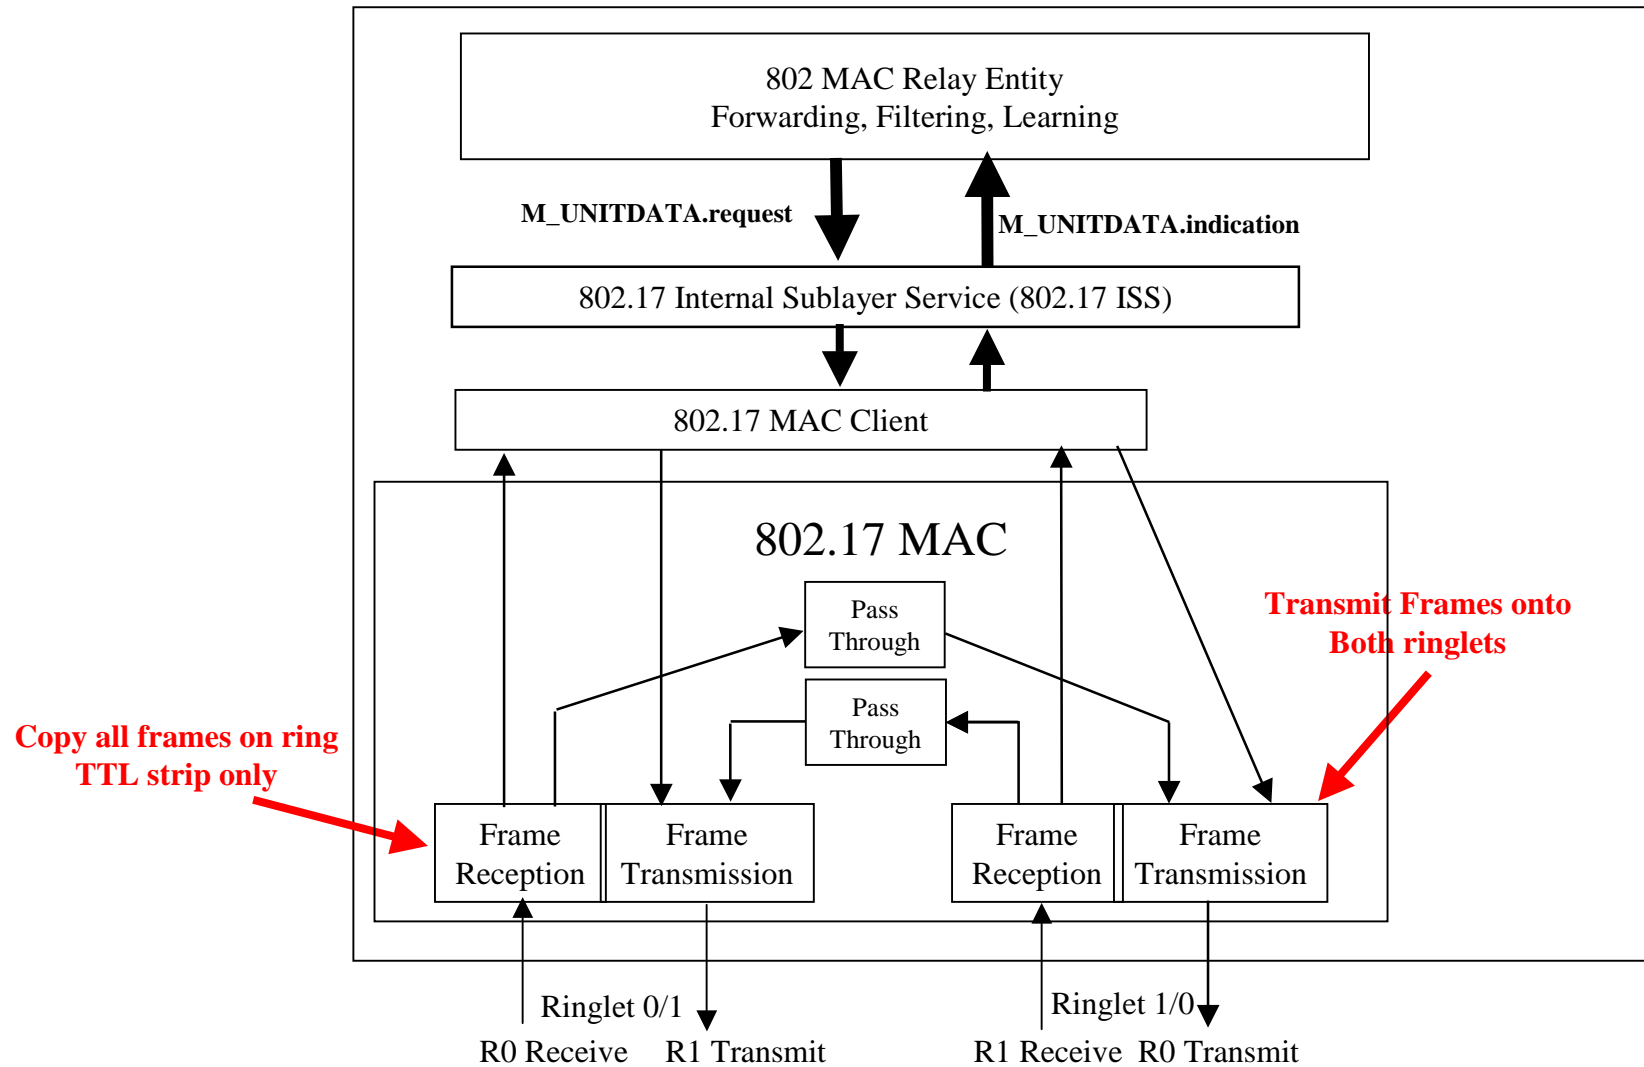 802 MAC Relay Entity
Forwarding, Filtering, Learning
M_UNITDATA.request
M_UNITDATA.indication
802.17 Internal Sublayer Service (802.17 ISS)
802.17 MAC Client
802.17 MAC
Pass
Through
Transmit Frames onto
Both ringlets
Pass
Through
Copy all frames on ring
TTL strip only
Frame
Reception
Frame
Transmission
Frame
Reception
Frame
Transmission
Ringlet 0/1
Ringlet 1/0
R0 Receive
R1 Transmit
R1 Receive
R0 Transmit